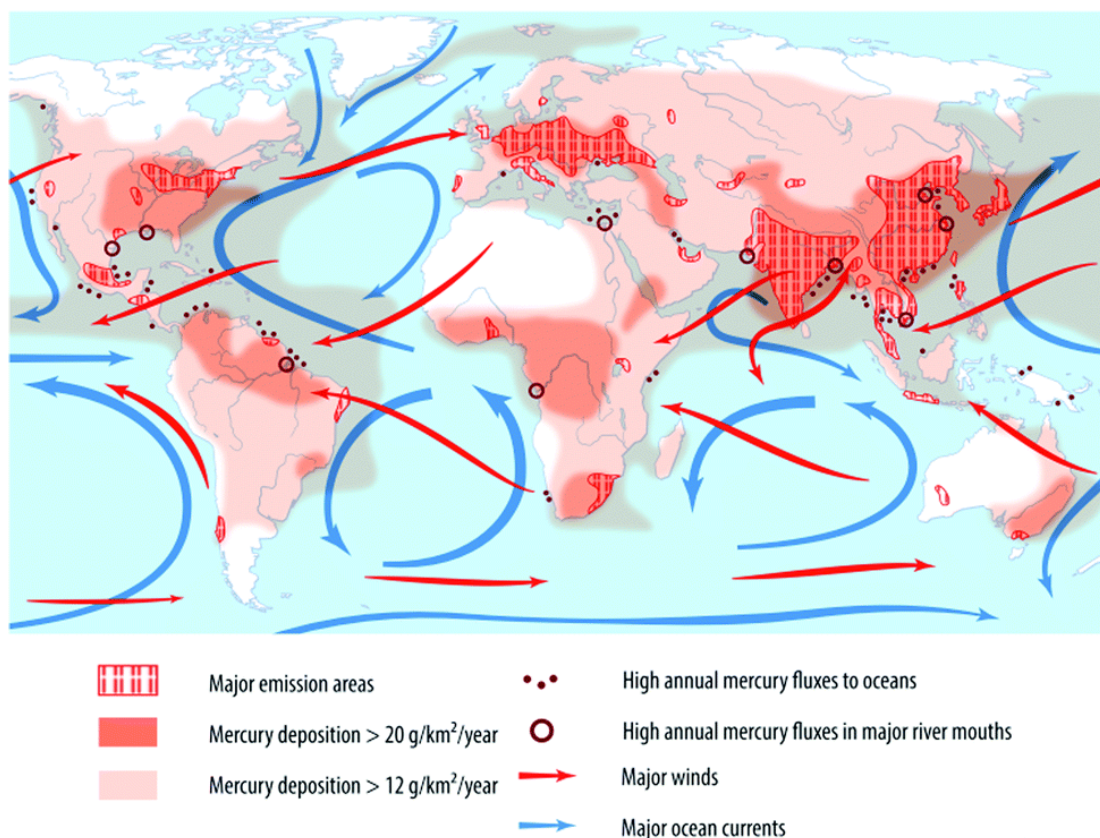 Major emission areas
Mercury deposition > 20 g/km²/year
Mercury deposition > 12 g/km²/year
High annual mercury fluxes to oceans
High annual mercury fluxes in major river mouths
Major winds
Major ocean currents